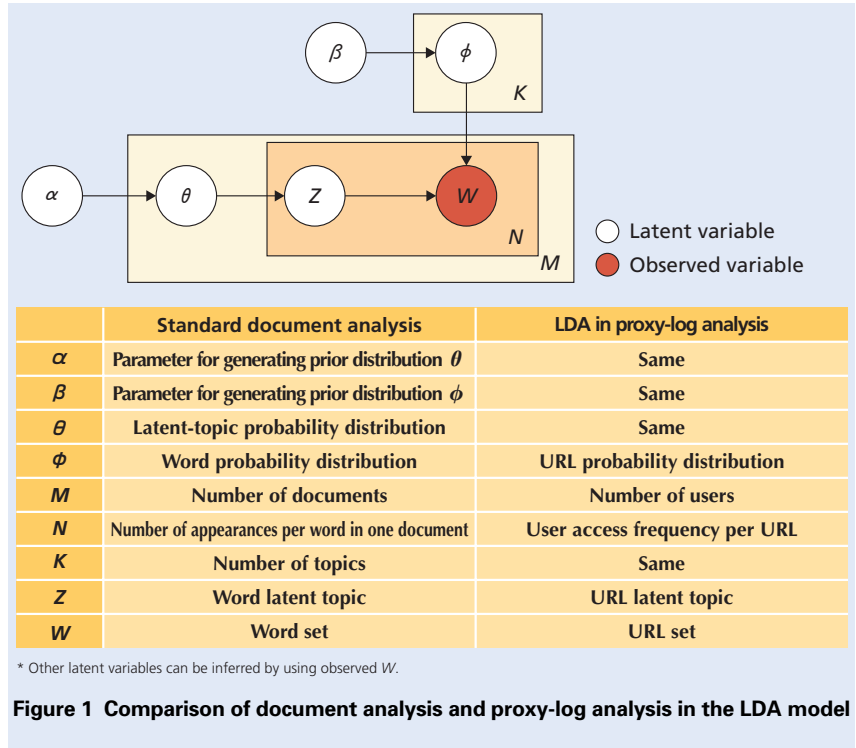 β
ϕ
K
α
θ
Z
W
N
M
Latent variable
Observed variable
Standard document analysis LDA in proxy-log analysis
α Parameter for generating prior distribution θ Same
β Parameter for generating prior distribution ϕ Same
θ Latent-topic probability distribution Same
Φ Word probability distribution URL probability distribution
M Number of documents Number of users
N Number of appearances per word in one document User access frequency per URL
K Number of topics Same
Z Word latent topic URL latent topic
W Word set URL set
* Other latent variables can be inferred by using observed W.
Figure 1 Comparison of document analysis and proxy-log analysis in the LDA model